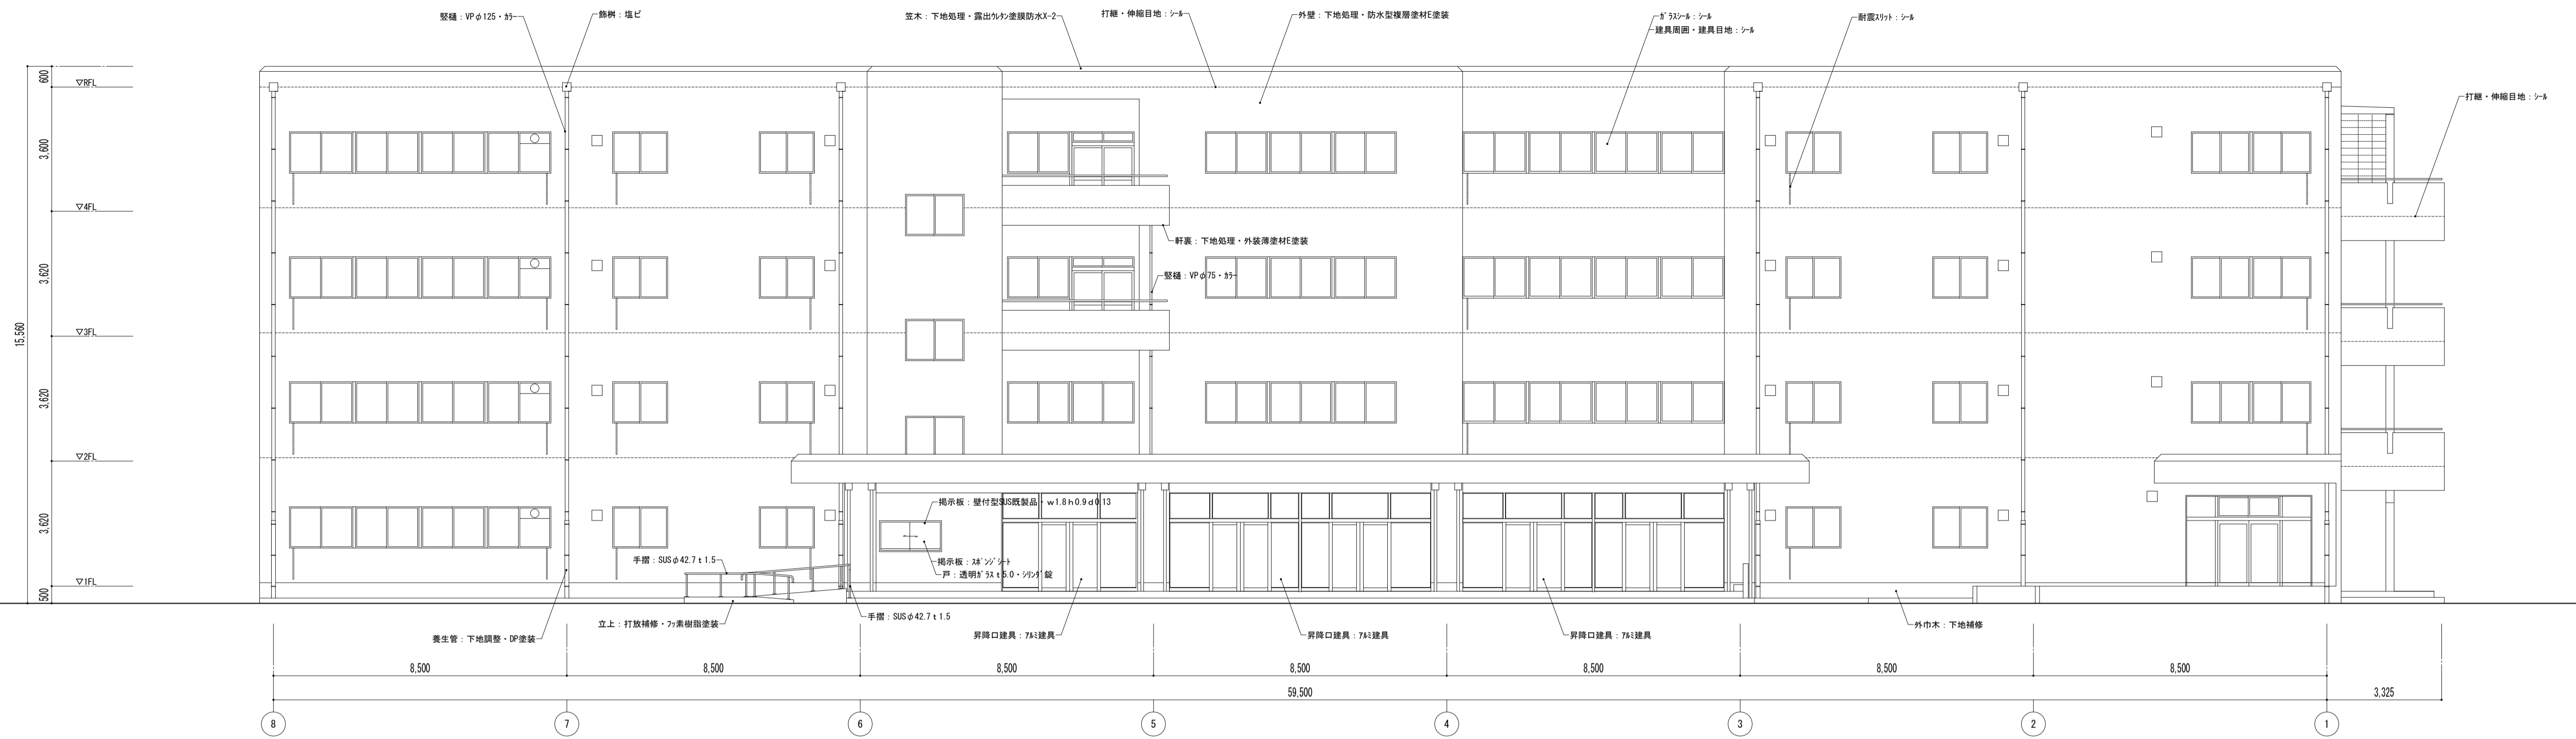 竪樋：VPφ125・ｶﾗｰ
飾桝：塩ビ
笠木：下地処理・露出ｳﾚﾀﾝ塗膜防水X-2
打継・伸縮目地：ｼｰﾙ
外壁：下地処理・防水型複層塗材E塗装
ｶﾞﾗｽｼｰﾙ：ｼｰﾙ
建具周囲・建具目地：ｼｰﾙ
耐震ｽﾘｯﾄ：ｼｰﾙ
打継・伸縮目地：ｼｰﾙ
600
▽RFL
3,600
▽4FL
3,620
▽3FL
15,560
3,620
▽2FL
3,620
▽1FL
500
軒裏：下地処理・外装薄塗材E塗装
竪樋：VPφ75・ｶﾗｰ
掲示板：壁付型SUS既製品・w1.8h0.9d0.13
掲示板：ｽﾎﾟﾝｼﾞｼｰﾄ
戸：透明ｶﾞﾗｽt5.0・ｼﾘﾝﾀﾞ錠
手摺：SUSφ42.7t1.5
手摺：SUSφ42.7t1.5
立上：打放補修・ﾌｯ素樹脂塗装
養生管：下地調整・DP塗装
昇降口建具：ｱﾙﾐ建具
昇降口建具：ｱﾙﾐ建具
昇降口建具：ｱﾙﾐ建具
外巾木：下地補修
8,500
8,500
8,500
8,500
8,500
8,500
8,500
59,500
3,325
8
7
6
5
4
3
2
1